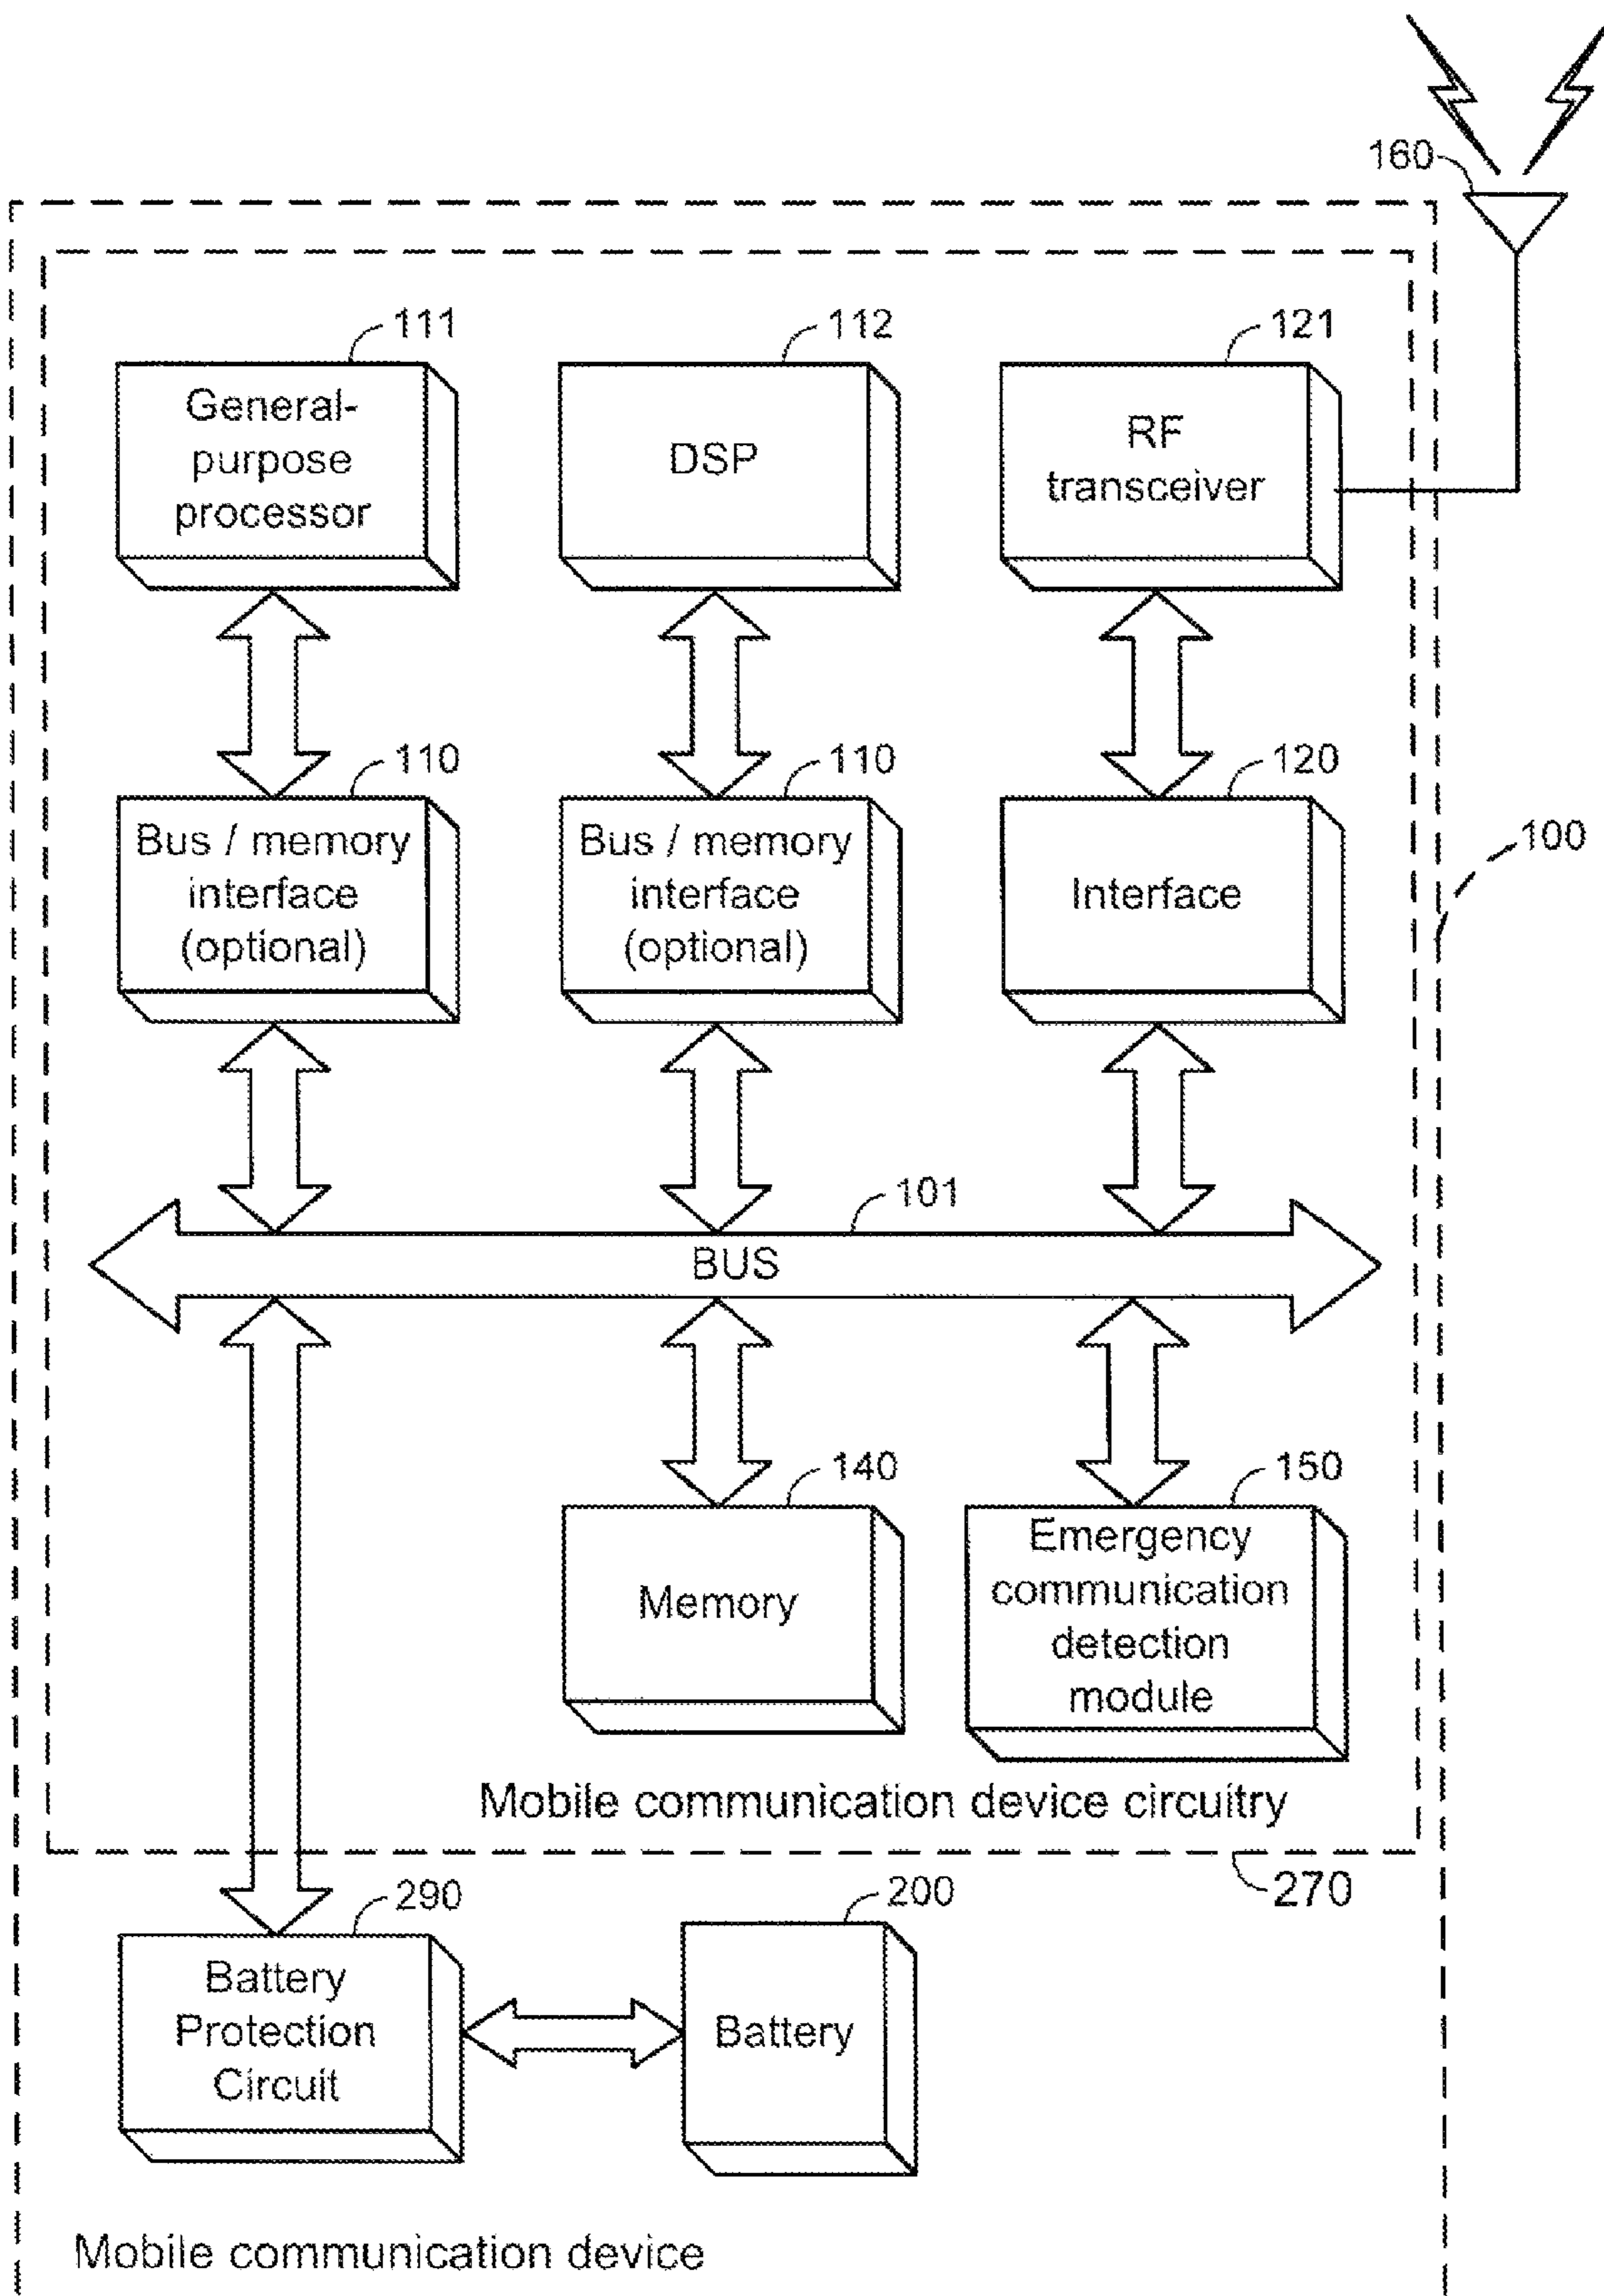 160
111
112
121
General-
purpose
processor
DSP
RF
transceiver
110
110
120
Bus / memory
interface
(optional)
Bus / memory
interface
(optional)
Interface
100
101
BUS
140
150
Memory
Emergency
communication
detection
module
Mobile communication device circuitry
270
290
200
Battery
Protection
Circuit
Battery
Mobile communication device